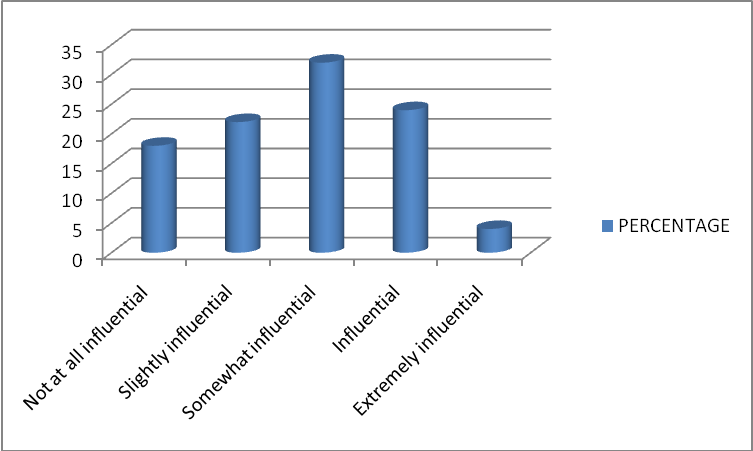 35
30
25
20
15
10
5
0
Not at all influential
Slightly influential
Somewhat influential
Influential
Extremely influential
PERCENTAGE